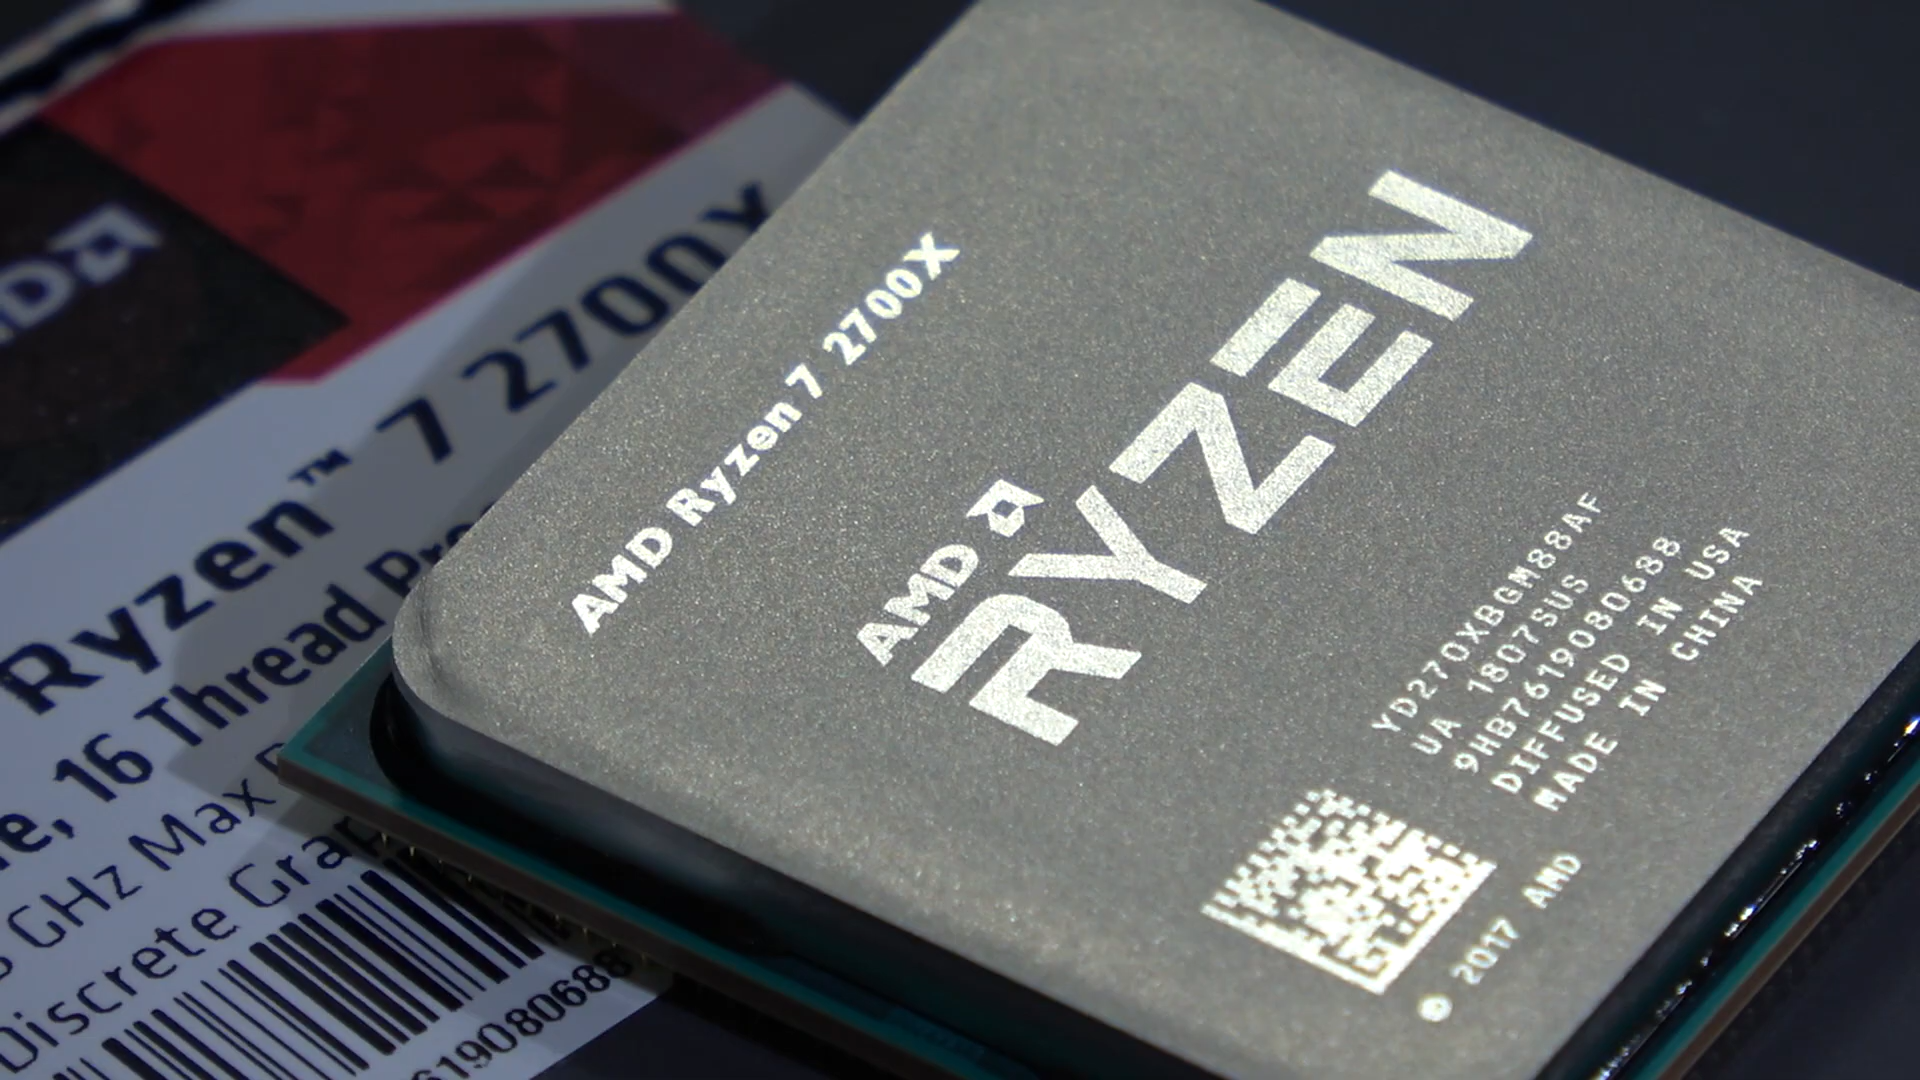 AMD
Ryzen™ 7 2700X
16 Thread
GHz Max
Discrete
619080688
AMD Ryzen 7 2700X
AMD
RYZEN
YD270XBGM88AF
UA 1807SUS
9HB7619080688
DIFFUSED IN USA
MADE IN CHINA
© 2017 AMD